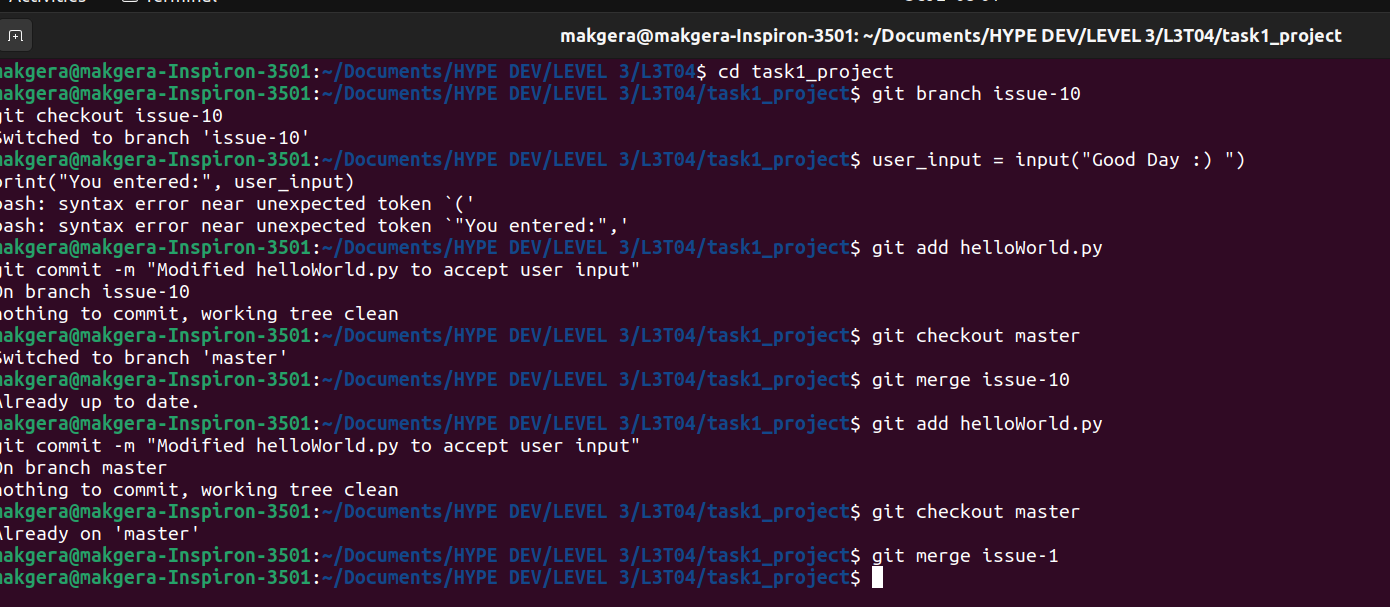 makgera@makgera-Inspiron-3501: ~/Documents/HYPE DEV/LEVEL 3/L3T04/task1_project
makgera@makgera-Inspiron-3501:~/Documents/HYPE DEV/LEVEL 3/L3T04$ cd task1_project
makgera@makgera-Inspiron-3501:~/Documents/HYPE DEV/LEVEL 3/L3T04/task1_project$ git branch issue-10
git checkout issue-10
Switched to branch 'issue-10'
makgera@makgera-Inspiron-3501:~/Documents/HYPE DEV/LEVEL 3/L3T04/task1_project$ user_input = input("Good Day :) ")
print("You entered:", user_input)
bash: syntax error near unexpected token `('
bash: syntax error near unexpected token `"You entered:",'
makgera@makgera-Inspiron-3501:~/Documents/HYPE DEV/LEVEL 3/L3T04/task1_project$ git add helloWorld.py
git commit -m "Modified helloWorld.py to accept user input"
On branch issue-10
nothing to commit, working tree clean
makgera@makgera-Inspiron-3501:~/Documents/HYPE DEV/LEVEL 3/L3T04/task1_project$ git checkout master
Switched to branch 'master'
makgera@makgera-Inspiron-3501:~/Documents/HYPE DEV/LEVEL 3/L3T04/task1_project$ git merge issue-10
Already up to date.
makgera@makgera-Inspiron-3501:~/Documents/HYPE DEV/LEVEL 3/L3T04/task1_project$ git add helloWorld.py
git commit -m "Modified helloWorld.py to accept user input"
On branch master
nothing to commit, working tree clean
makgera@makgera-Inspiron-3501:~/Documents/HYPE DEV/LEVEL 3/L3T04/task1_project$ git checkout master
Already on 'master'
makgera@makgera-Inspiron-3501:~/Documents/HYPE DEV/LEVEL 3/L3T04/task1_project$ git merge issue-1
makgera@makgera-Inspiron-3501:~/Documents/HYPE DEV/LEVEL 3/L3T04/task1_project$